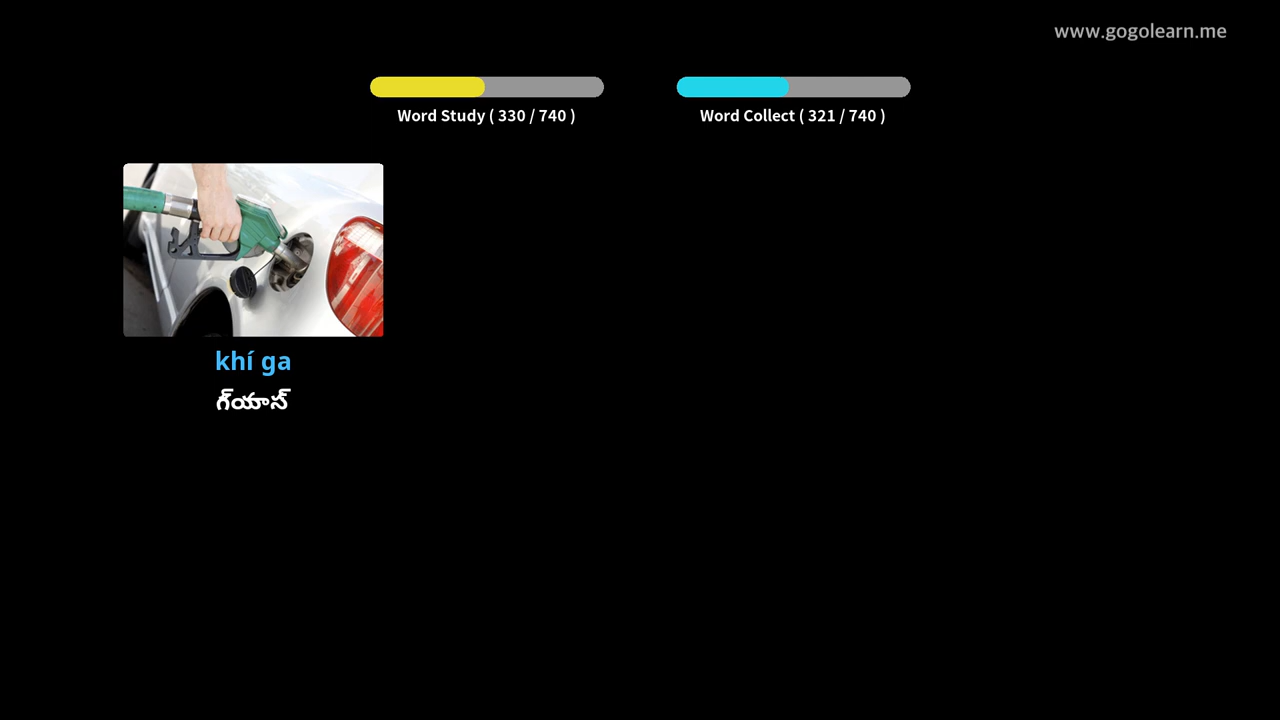 www.gogolearn.me
Word Study ( 330 / 740 )
Word Collect ( 321 / 740 )
khí ga
గ్‌యాస్